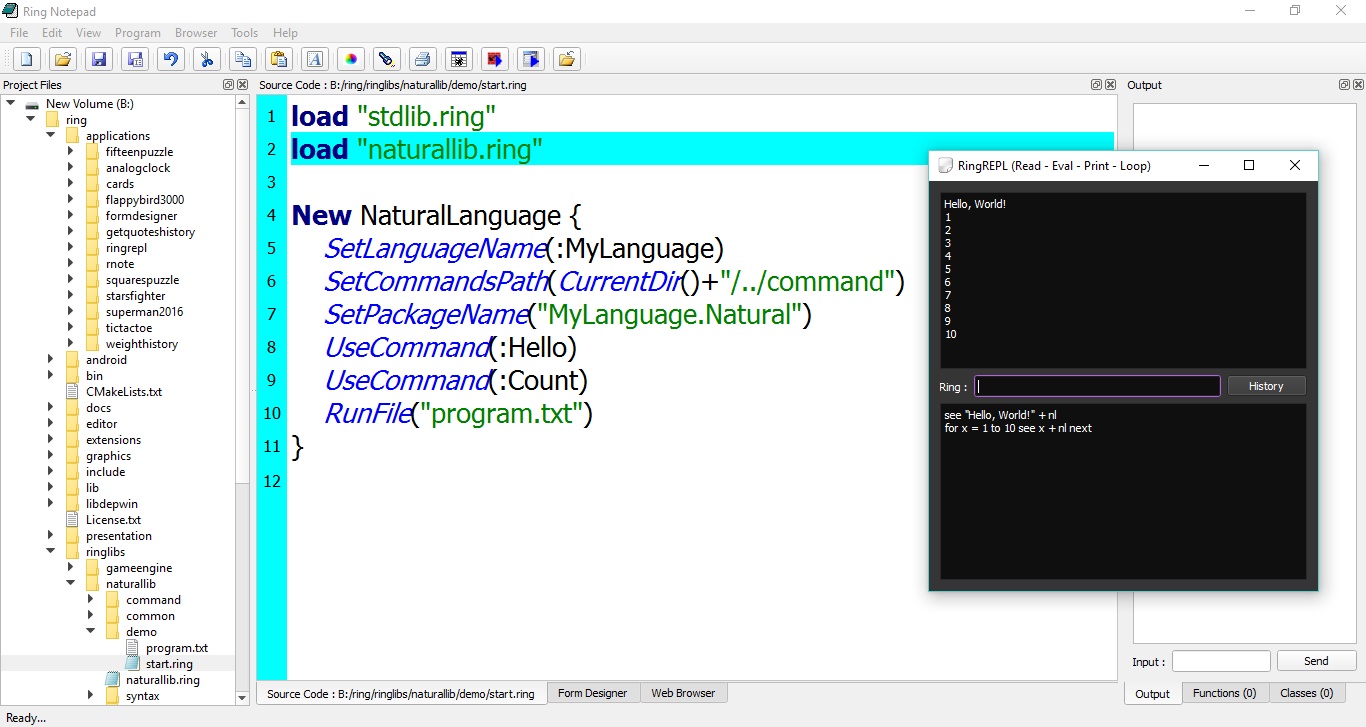 Ring Notepad
File Edit View Program Browser Tools Help
Project Files
New Volume (B:)
ring
applications
fifteenpuzzle
analogclock
cards
flappybird3000
formdesigner
getquoteshistory
ringrepl
rnote
squarespuzzle
starsfighter
superman2016
tictactoe
weighthistory
android
bin
CMakeLists.txt
docs
editor
extensions
graphics
include
lib
libdepwin
License.txt
presentation
ringlibs
gameengine
naturallib
command
common
demo
program.txt
start.ring
naturallib.ring
syntax
Source Code : B:/ring/ringlibs/naturallib/demo/start.ring
1 load "stdlib.ring"
2 load "naturallib.ring"
3
4 New NaturalLanguage {
5 SetLanguageName(:MyLanguage)
6 SetCommandsPath(CurrentDir()+"/../command")
7 SetPackageName("MyLanguage.Natural")
8 UseCommand(:Hello)
9 UseCommand(:Count)
10 RunFile("program.txt")
11 }
12
Source Code : B:/ring/ringlibs/naturallib/demo/start.ring Form Designer Web Browser
Output
RingREPL (Read - Eval - Print - Loop)
Hello, World!
1
2
3
4
5
6
7
8
9
10
Ring : History
see "Hello, World!" + nl
for x = 1 to 10 see x + nl next
Input : Send
Output Functions (0) Classes (0)
Ready...